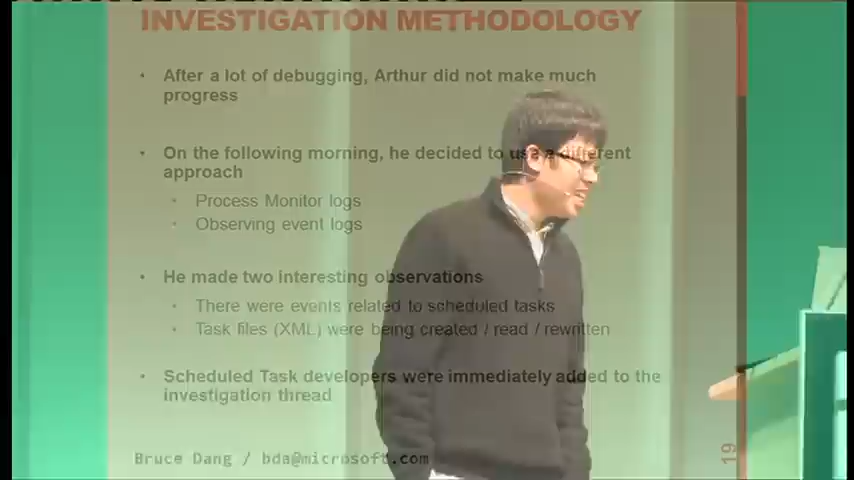 INVESTIGATION METHODOLOGY
• After a lot of debugging, Arthur did not make much
progress
• On the following morning, he decided to use a different
approach
• Process Monitor logs
• Observing event logs
• He made two interesting observations
• There were events related to scheduled tasks
• Task files (XML) were being created / read / rewritten
• Scheduled Task developers were immediately added to the
investigation thread
Bruce Dang / bda@microsoft.com
19